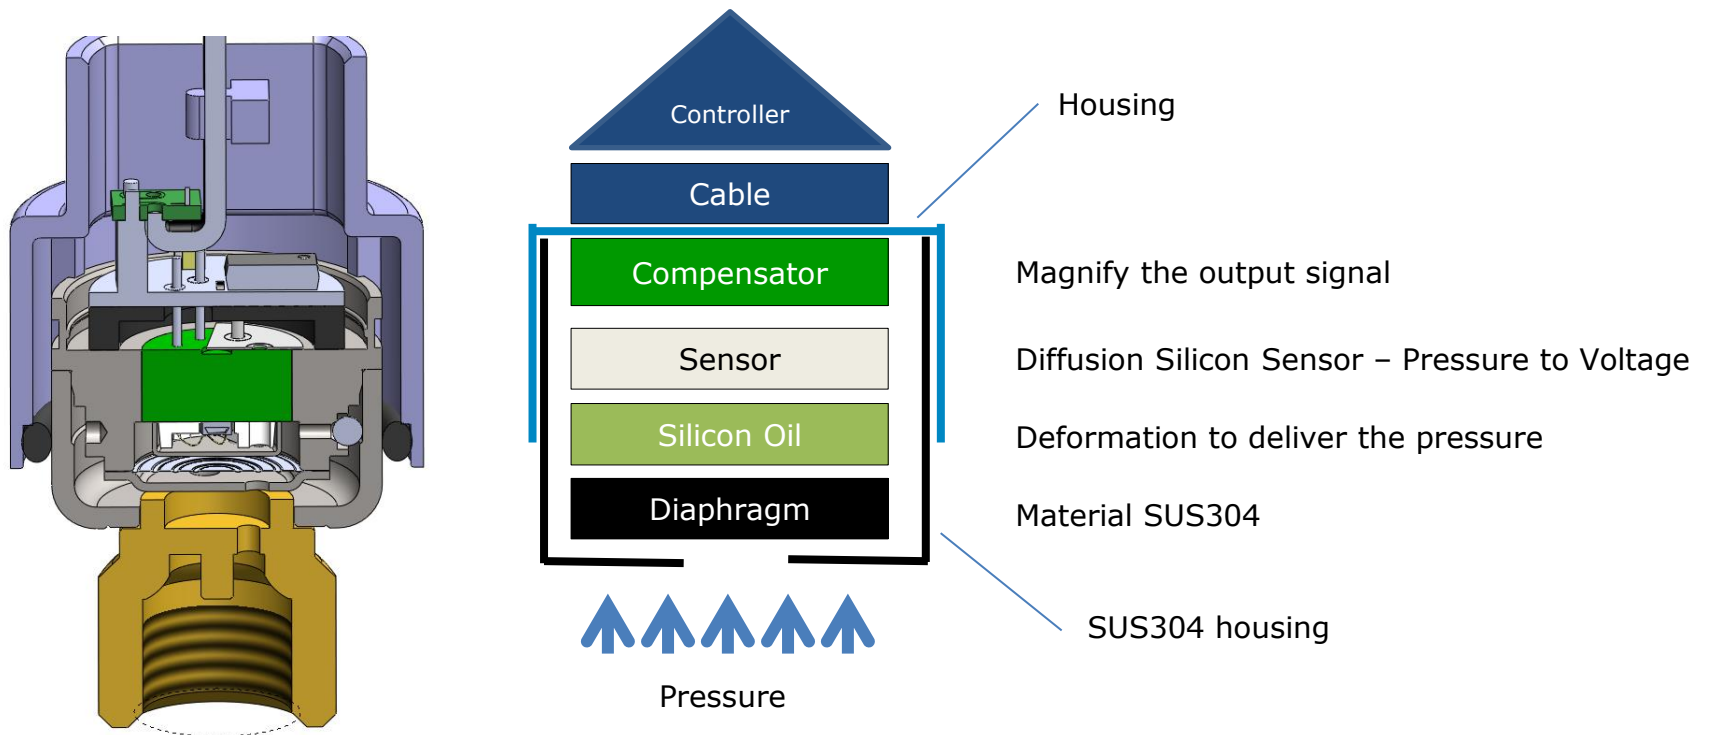 Controller
Housing
Cable
Compensator
Magnify the output signal
Sensor
Diffusion Silicon Sensor – Pressure to Voltage
Silicon Oil
Deformation to deliver the pressure
Diaphragm
Material SUS304
SUS304 housing
Pressure